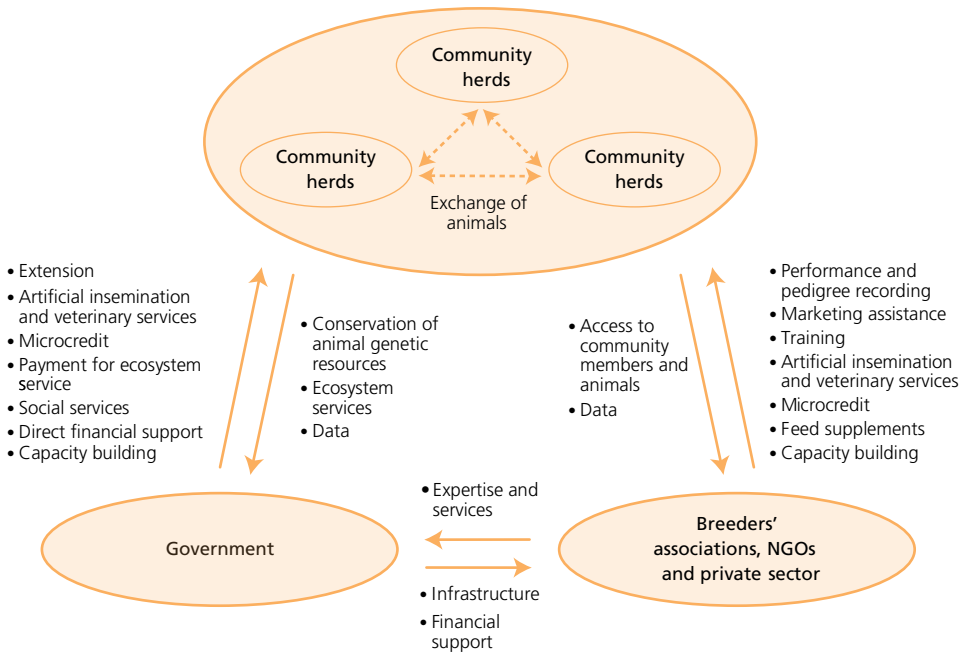 Community
herds
Community
herds
Community
herds
Exchange of
animals
• Extension
• Artificial insemination
and veterinary services
• Microcredit
• Payment for ecosystem
service
• Social services
• Direct financial support
• Capacity building
• Conservation of
animal genetic
resources
• Ecosystem
services
• Data
• Access to
community
members and
animals
• Data
• Performance and
pedigree recording
• Marketing assistance
• Training
• Artificial insemination
and veterinary services
• Microcredit
• Feed supplements
• Capacity building
Government
• Expertise and
services
• Infrastructure
• Financial
support
Breeders’
associations, NGOs
and private sector